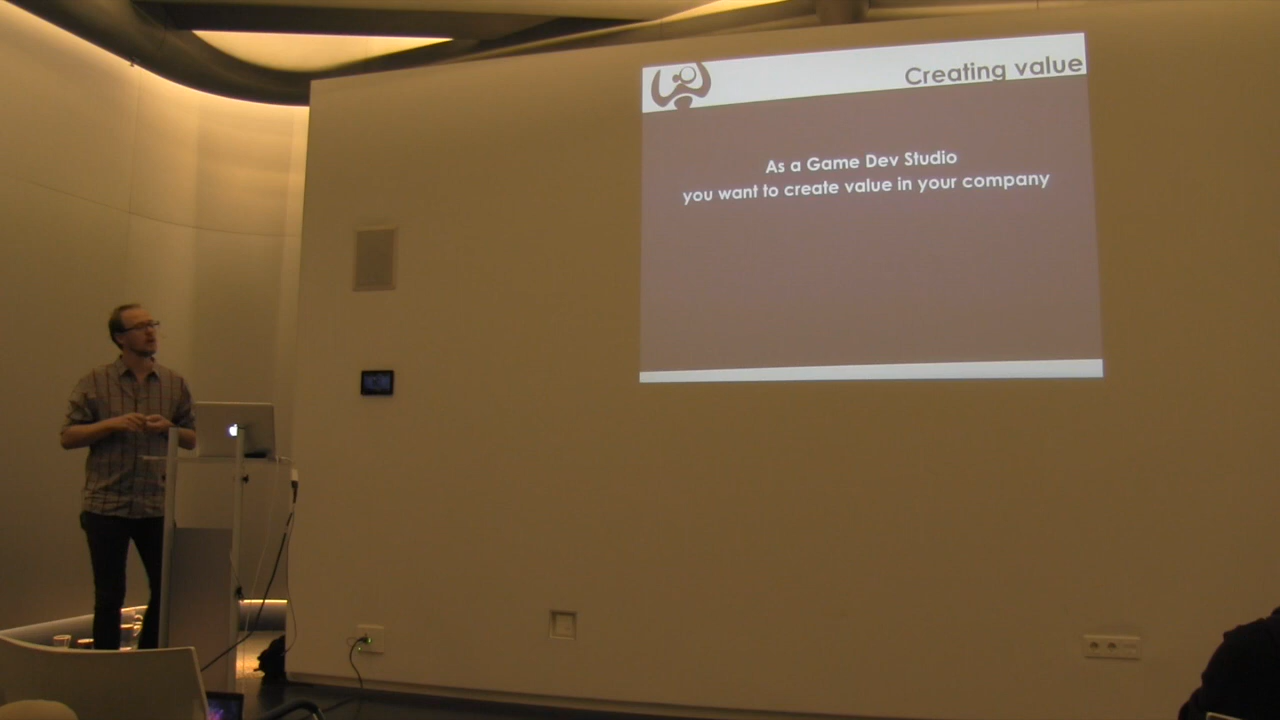 Creating value
As a Game Dev Studio
you want to create value in your company